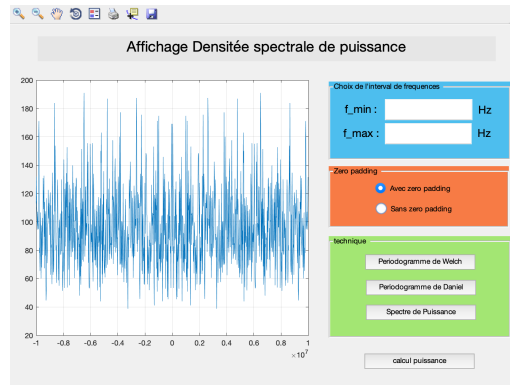 Affichage Densitée spectrale de puissance
200
180
160
140
120
100
80
60
40
20
-1 -0.8 -0.6 -0.4 -0.2 0 0.2 0.4 0.6 0.8 1
×10^7
Choix de l'interval de frequences
f_min : Hz
f_max : Hz
Zero padding
Avec zero padding
Sans zero padding
technique
Periodogramme de Welch
Periodogramme de Daniel
Spectre de Puissance
calcul puissance